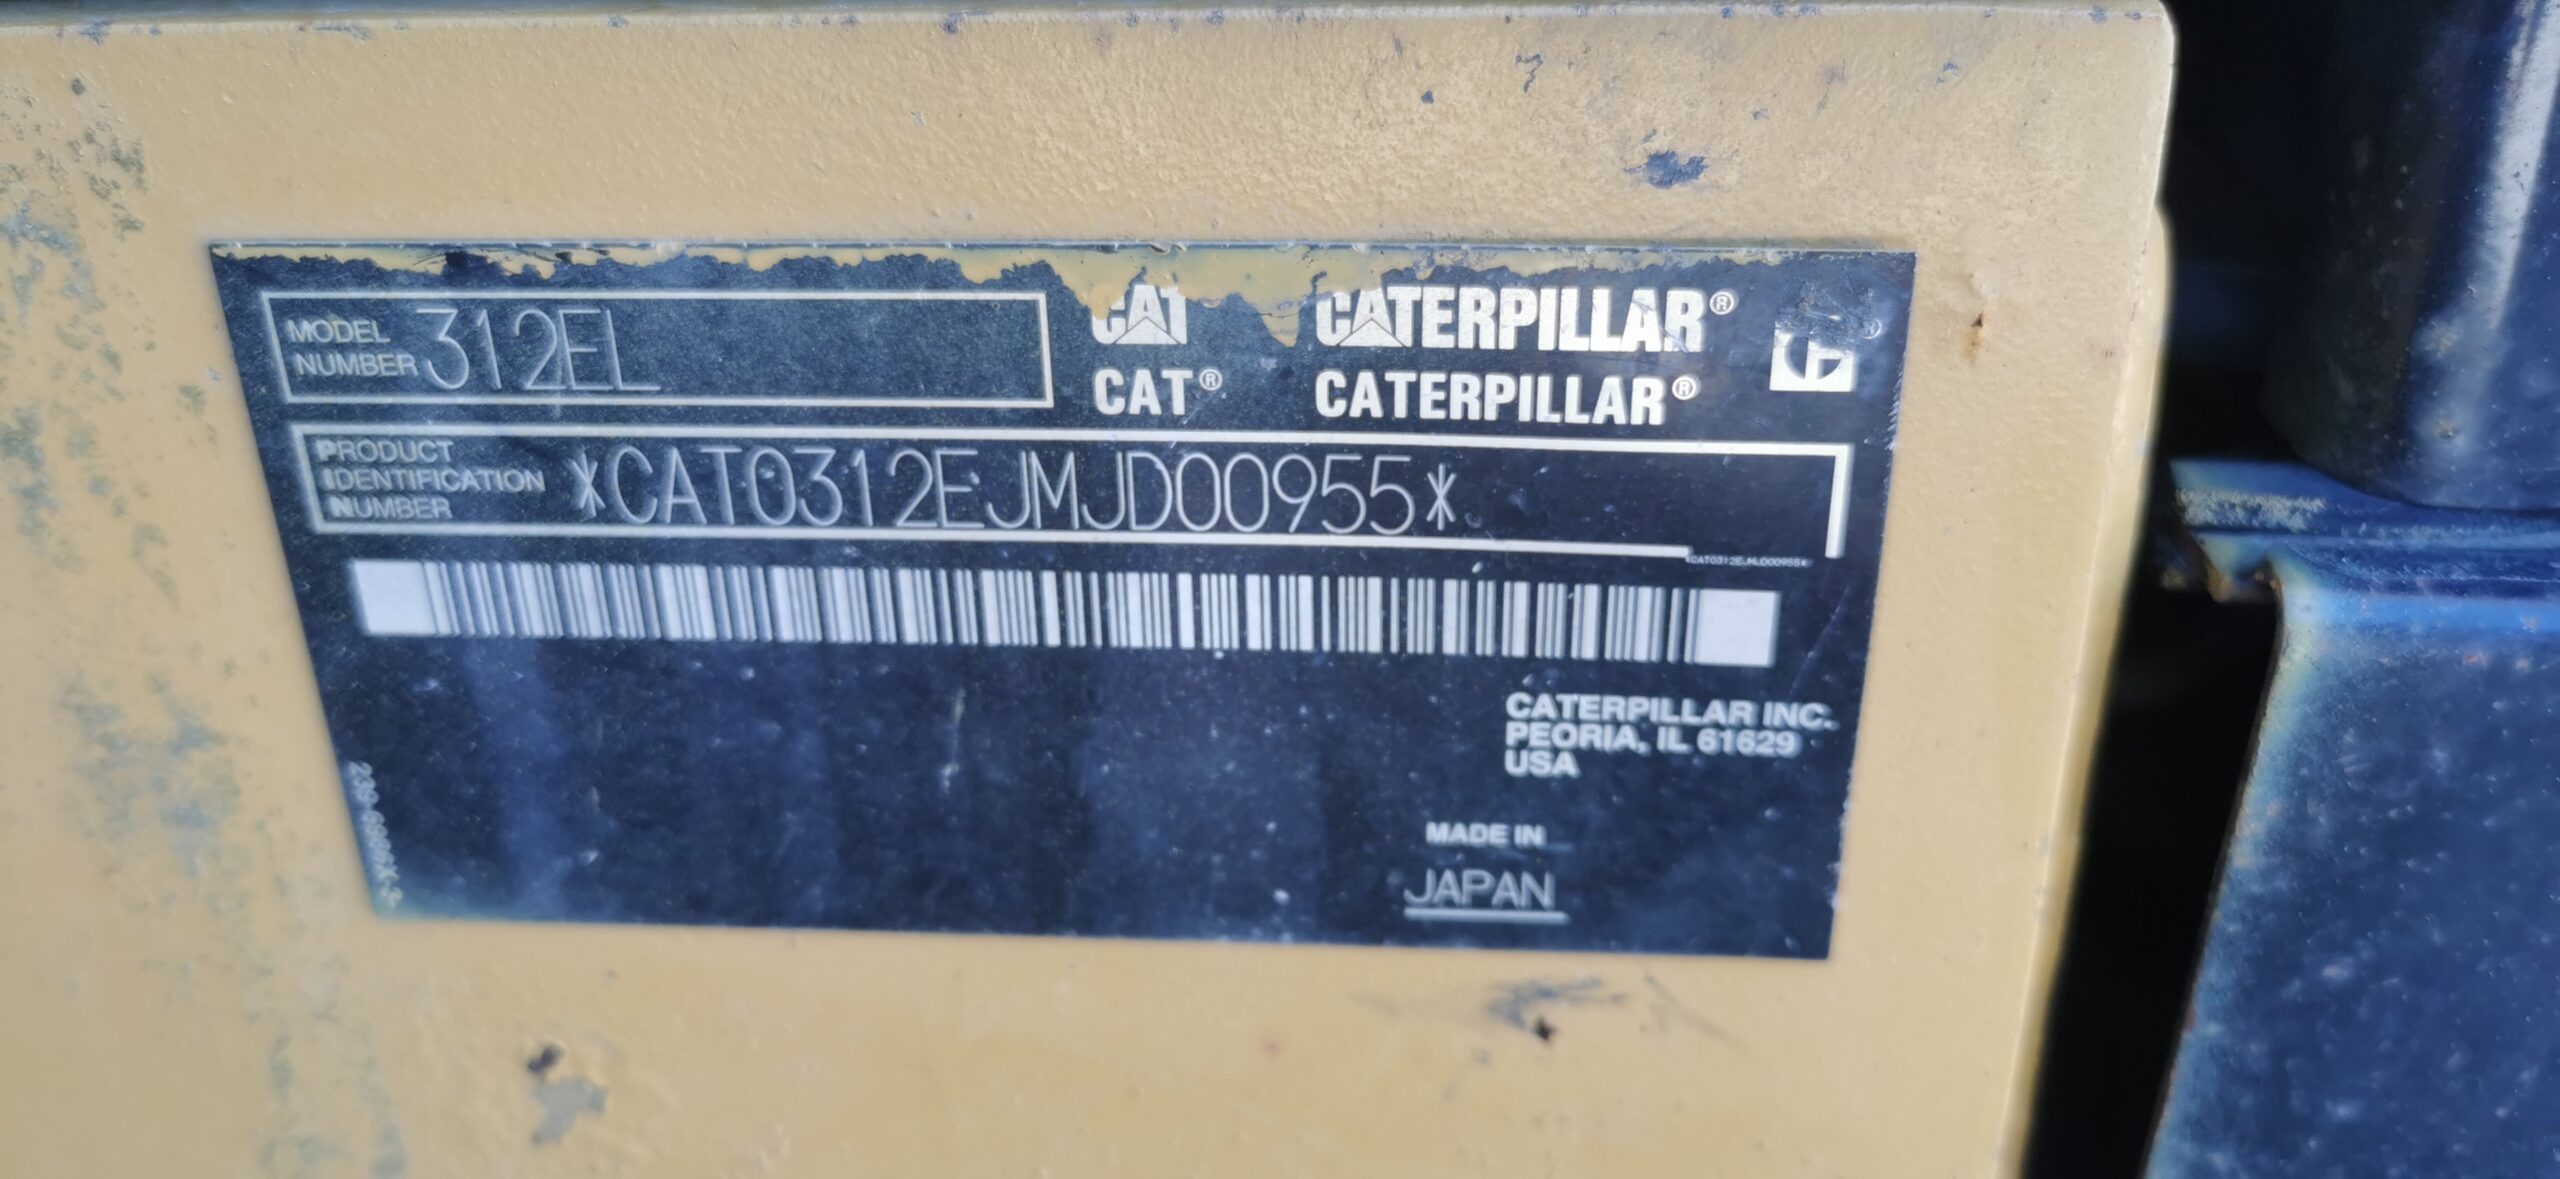 MODEL NUMBER 312EL
CAT CATERPILLAR®
CAT® CATERPILLAR®
PRODUCT IDENTIFICATION NUMBER *CAT0312EJMJD00955*
*CAT0312EJMJD00955*
CATERPILLAR INC.
PEORIA, IL 61629
USA
MADE IN
JAPAN